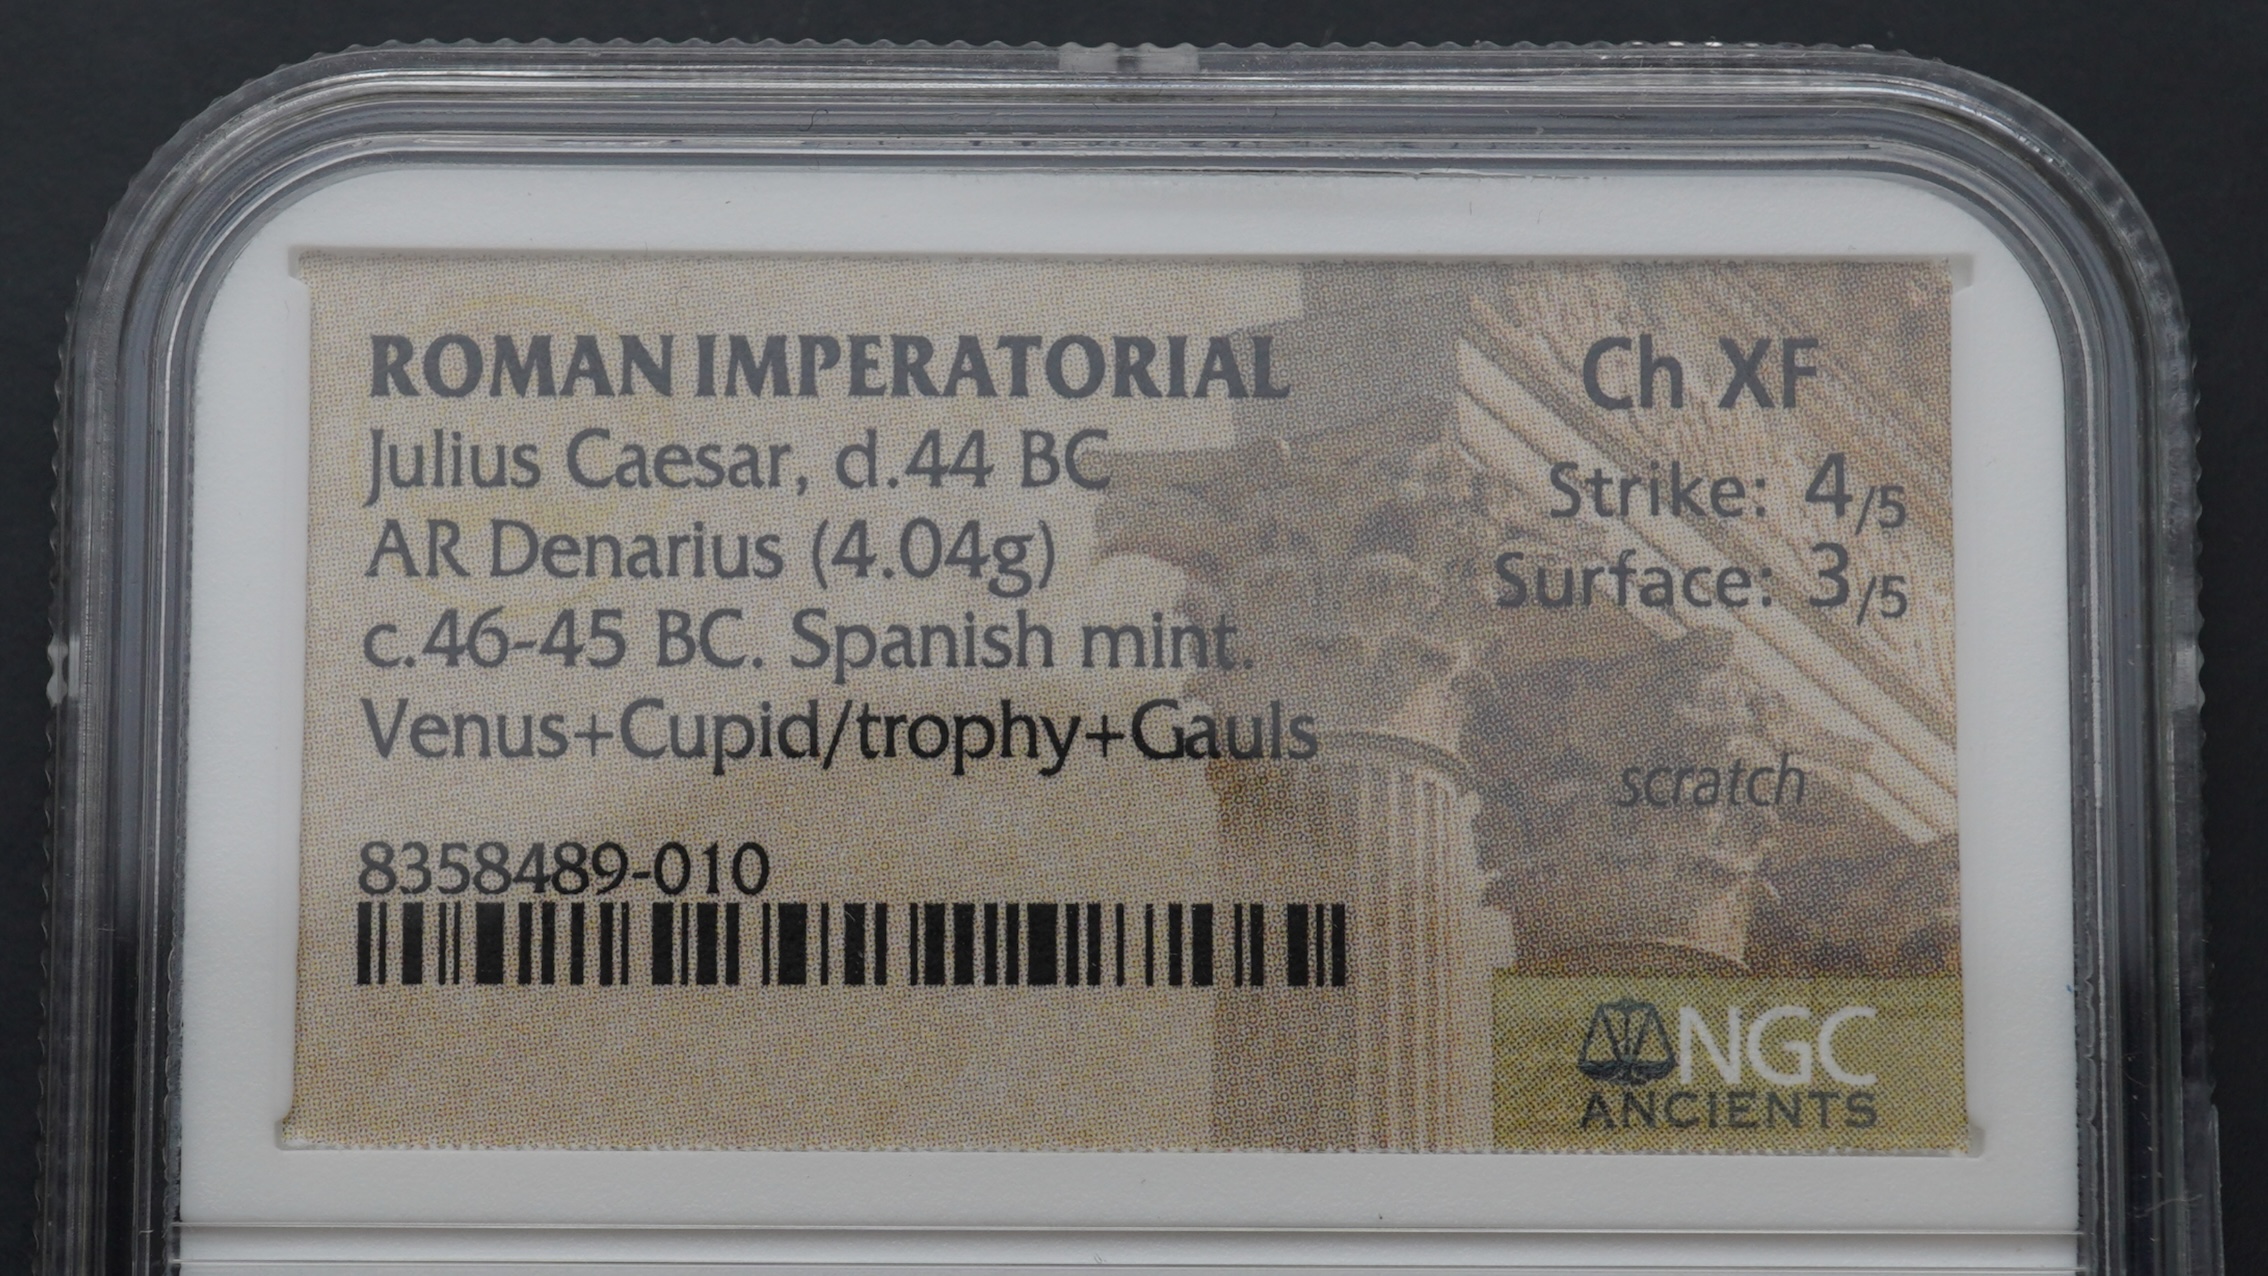 ROMAN IMPERATORIAL
Julius Caesar, d.44 BC
AR Denarius (4.04g)
c.46-45 BC. Spanish mint.
Venus+Cupid/trophy+Gauls
8358489-010
Ch XF
Strike: 4/5
Surface: 3/5
scratch
NGC
ANCIENTS